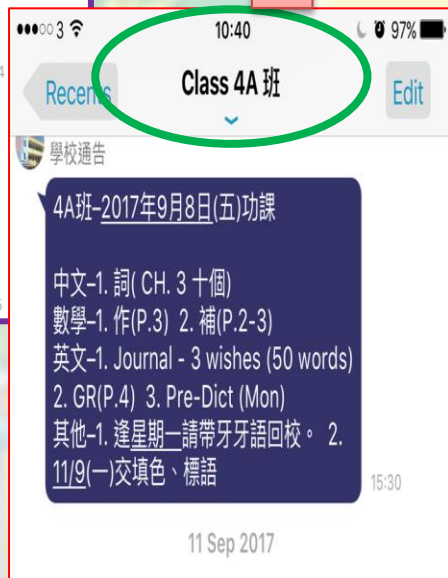 3 10:40 97%
Recents Class 4A 班 Edit
學校通告
4A班–2017年9月8日(五)功課
中文–1. 詞( CH. 3 十個)
數學–1. 作(P.3) 2. 補(P.2-3)
英文–1. Journal - 3 wishes (50 words)
2. GR(P.4) 3. Pre-Dict (Mon)
其他–1. 逢星期一請帶牙牙語回校。 2.
11/9(一)交填色、標語
15:30
11 Sep 2017